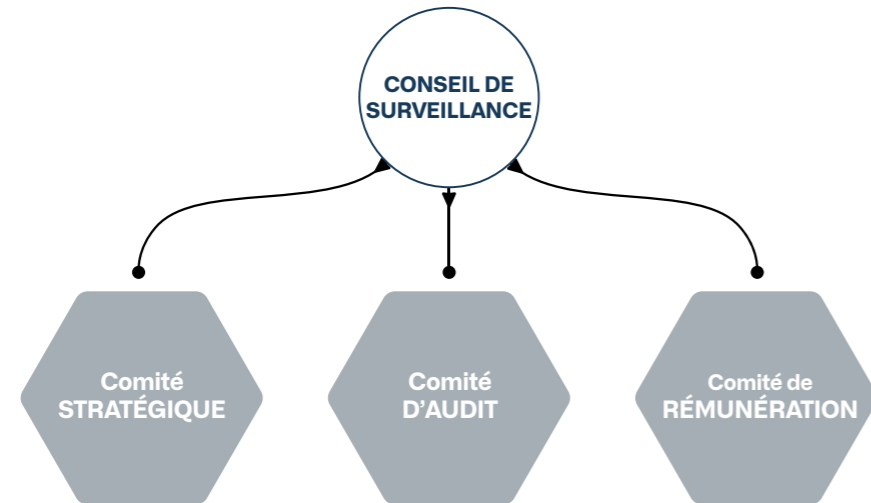 CONSEIL DE
SURVEILLANCE
Comité
STRATÉGIQUE
Comité
D’AUDIT
Comité de
RÉMUNÉRATION